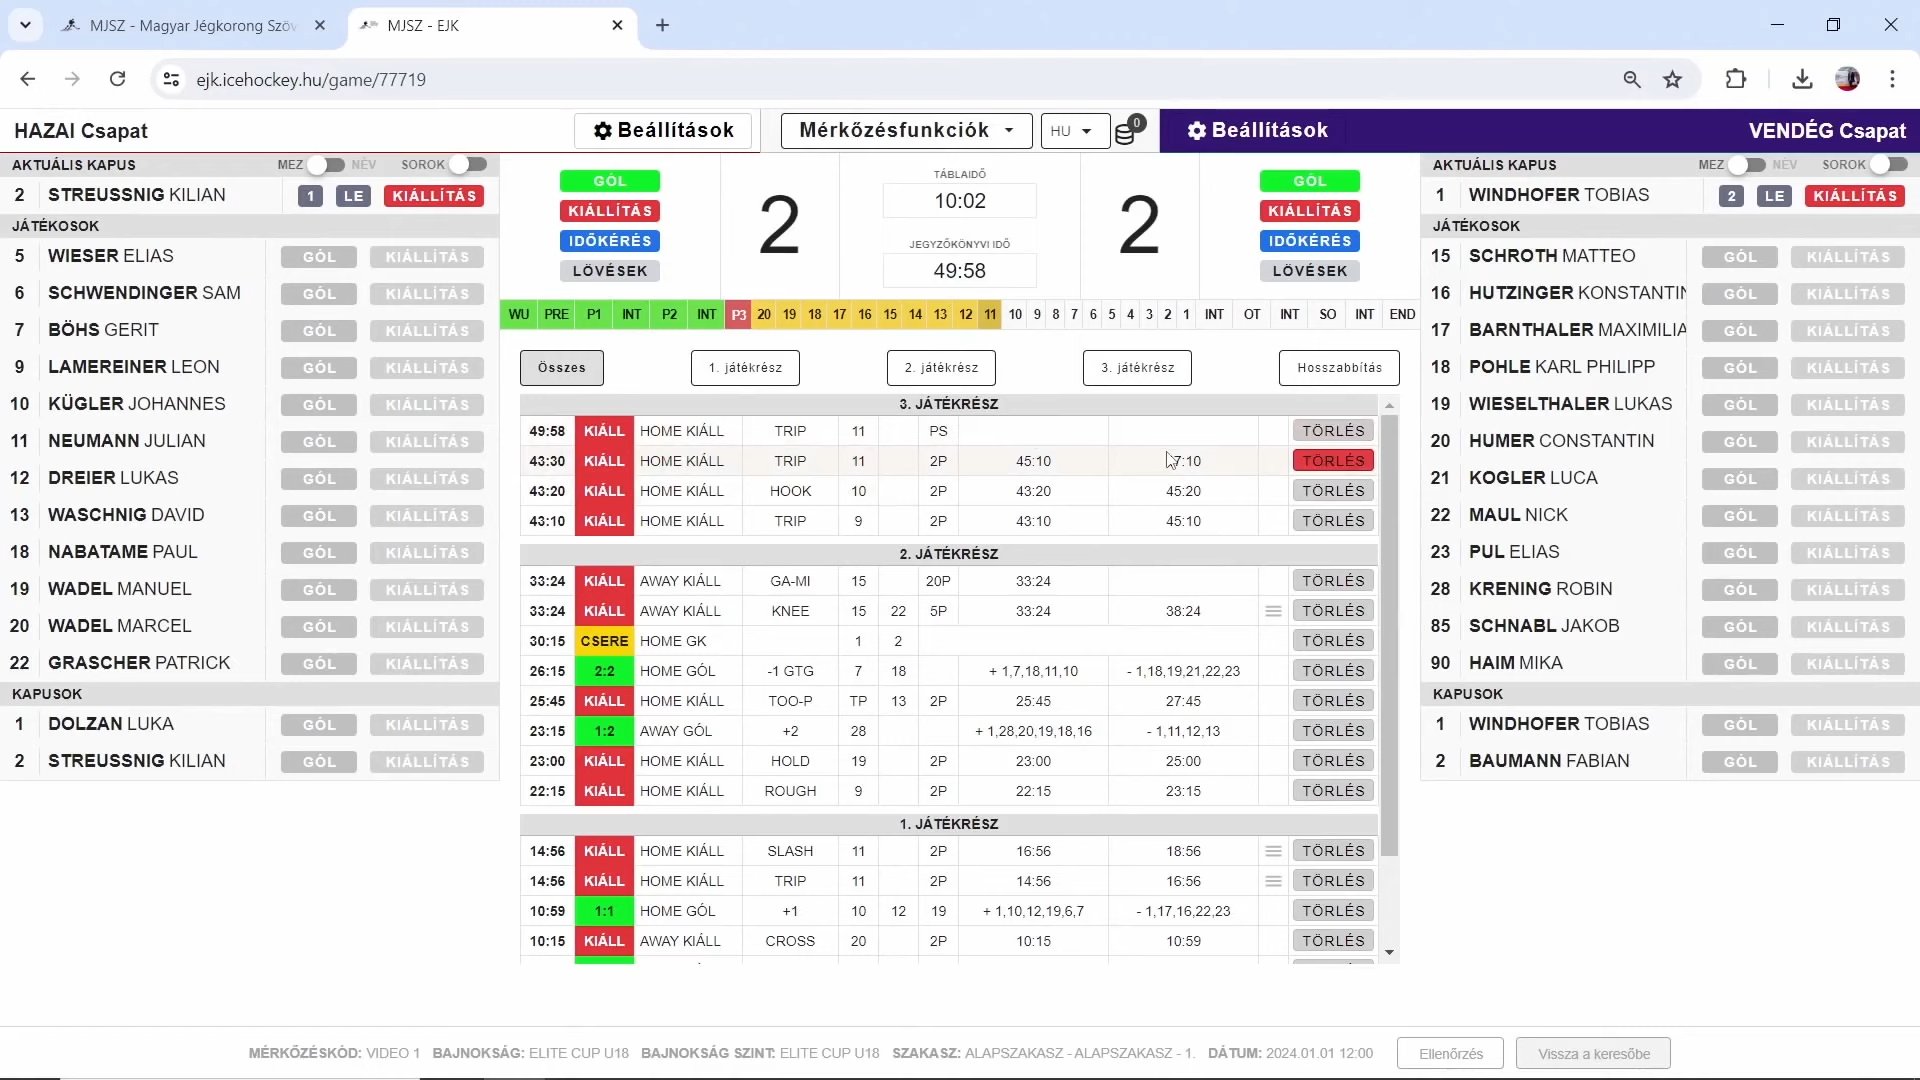 MJSZ - Magyar Jégkorong Szöv
MJSZ - EJK
ejk.icehockey.hu/game/77719
HAZAI Csapat
Beállítások
Mérkőzésfunkciók
HU
0
Beállítások
VENDÉG Csapat
AKTUÁLIS KAPUS MEZ NÉV SOROK
2 STREUSSNIG KILIAN 1 LE KIÁLLÍTÁS
JÁTÉKOSOK
5 WIESER ELIAS GÓL KIÁLLÍTÁS
6 SCHWENDINGER SAM GÓL KIÁLLÍTÁS
7 BÖHS GERIT GÓL KIÁLLÍTÁS
9 LAMEREINER LEON GÓL KIÁLLÍTÁS
10 KÜGLER JOHANNES GÓL KIÁLLÍTÁS
11 NEUMANN JULIAN GÓL KIÁLLÍTÁS
12 DREIER LUKAS GÓL KIÁLLÍTÁS
13 WASCHNIG DAVID GÓL KIÁLLÍTÁS
18 NABATAME PAUL GÓL KIÁLLÍTÁS
19 WADEL MANUEL GÓL KIÁLLÍTÁS
20 WADEL MARCEL GÓL KIÁLLÍTÁS
22 GRASCHER PATRICK GÓL KIÁLLÍTÁS
KAPUSOK
1 DOLZAN LUKA GÓL KIÁLLÍTÁS
2 STREUSSNIG KILIAN GÓL KIÁLLÍTÁS
GÓL
KIÁLLÍTÁS
IDŐKÉRÉS
LÖVÉSEK
2
TÁBLAIDŐ
10:02
JEGYZŐKÖNYVI IDŐ
49:58
2
GÓL
KIÁLLÍTÁS
IDŐKÉRÉS
LÖVÉSEK
WU PRE P1 INT P2 INT P3 20 19 18 17 16 15 14 13 12 11 10 9 8 7 6 5 4 3 2 1 INT OT INT SO INT END
Összes 1. játékrész 2. játékrész 3. játékrész Hosszabbítás
3. JÁTÉKRÉSZ
49:58 KIÁLL HOME KIÁLL TRIP 11 PS TÖRLÉS
43:30 KIÁLL HOME KIÁLL TRIP 11 2P 45:10 7:10 TÖRLÉS
43:20 KIÁLL HOME KIÁLL HOOK 10 2P 43:20 45:20 TÖRLÉS
43:10 KIÁLL HOME KIÁLL TRIP 9 2P 43:10 45:10 TÖRLÉS
2. JÁTÉKRÉSZ
33:24 KIÁLL AWAY KIÁLL GA-MI 15 20P 33:24 TÖRLÉS
33:24 KIÁLL AWAY KIÁLL KNEE 15 22 5P 33:24 38:24 TÖRLÉS
30:15 CSERE HOME GK 1 2 TÖRLÉS
26:15 2:2 HOME GÓL -1 GTG 7 18 + 1,7,18,11,10 - 1,18,19,21,22,23 TÖRLÉS
25:45 KIÁLL HOME KIÁLL TOO-P TP 13 2P 25:45 27:45 TÖRLÉS
23:15 1:2 AWAY GÓL +2 28 + 1,28,20,19,18,16 - 1,11,12,13 TÖRLÉS
23:00 KIÁLL HOME KIÁLL HOLD 19 2P 23:00 25:00 TÖRLÉS
22:15 KIÁLL HOME KIÁLL ROUGH 9 2P 22:15 23:15 TÖRLÉS
1. JÁTÉKRÉSZ
14:56 KIÁLL HOME KIÁLL SLASH 11 2P 16:56 18:56 TÖRLÉS
14:56 KIÁLL HOME KIÁLL TRIP 11 2P 14:56 16:56 TÖRLÉS
10:59 1:1 HOME GÓL +1 10 12 19 + 1,10,12,19,6,7 - 1,17,16,22,23 TÖRLÉS
10:15 KIÁLL AWAY KIÁLL CROSS 20 2P 10:15 10:59 TÖRLÉS
AKTUÁLIS KAPUS MEZ NÉV SOROK
1 WINDHOFER TOBIAS 2 LE KIÁLLÍTÁS
JÁTÉKOSOK
15 SCHROTH MATTEO GÓL KIÁLLÍTÁS
16 HUTZINGER KONSTANTIN GÓL KIÁLLÍTÁS
17 BARNTHALER MAXIMILIA GÓL KIÁLLÍTÁS
18 POHLE KARL PHILIPP GÓL KIÁLLÍTÁS
19 WIESELTHALER LUKAS GÓL KIÁLLÍTÁS
20 HUMER CONSTANTIN GÓL KIÁLLÍTÁS
21 KOGLER LUCA GÓL KIÁLLÍTÁS
22 MAUL NICK GÓL KIÁLLÍTÁS
23 PUL ELIAS GÓL KIÁLLÍTÁS
28 KRENING ROBIN GÓL KIÁLLÍTÁS
85 SCHNABL JAKOB GÓL KIÁLLÍTÁS
90 HAIM MIKA GÓL KIÁLLÍTÁS
KAPUSOK
1 WINDHOFER TOBIAS GÓL KIÁLLÍTÁS
2 BAUMANN FABIAN GÓL KIÁLLÍTÁS
MÉRKŐZÉSKÓD: VIDEO 1 BAJNOKSÁG: ELITE CUP U18 BAJNOKSÁG SZINT: ELITE CUP U18 SZAKASZ: ALAPSZAKASZ - ALAPSZAKASZ - 1. DÁTUM: 2024.01.01 12:00 Ellenőrzés Vissza a keresőbe